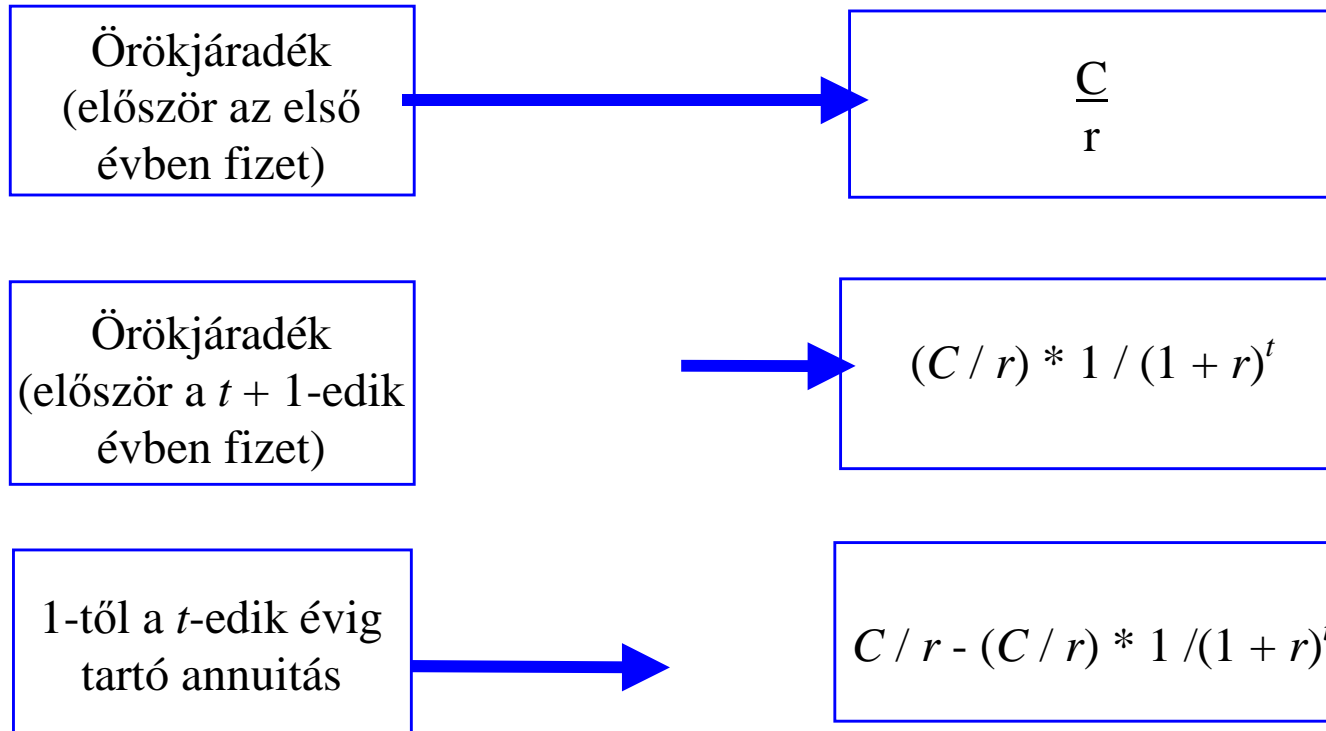 Örökjáradék
(először az első
évben fizet)
C
r
Örökjáradék
(először a t + 1-edik
évben fizet)
(C / r) * 1 / (1 + r)^t
1-től a t-edik évig
tartó annuitás
C / r - (C / r) * 1 /(1 + r)^t